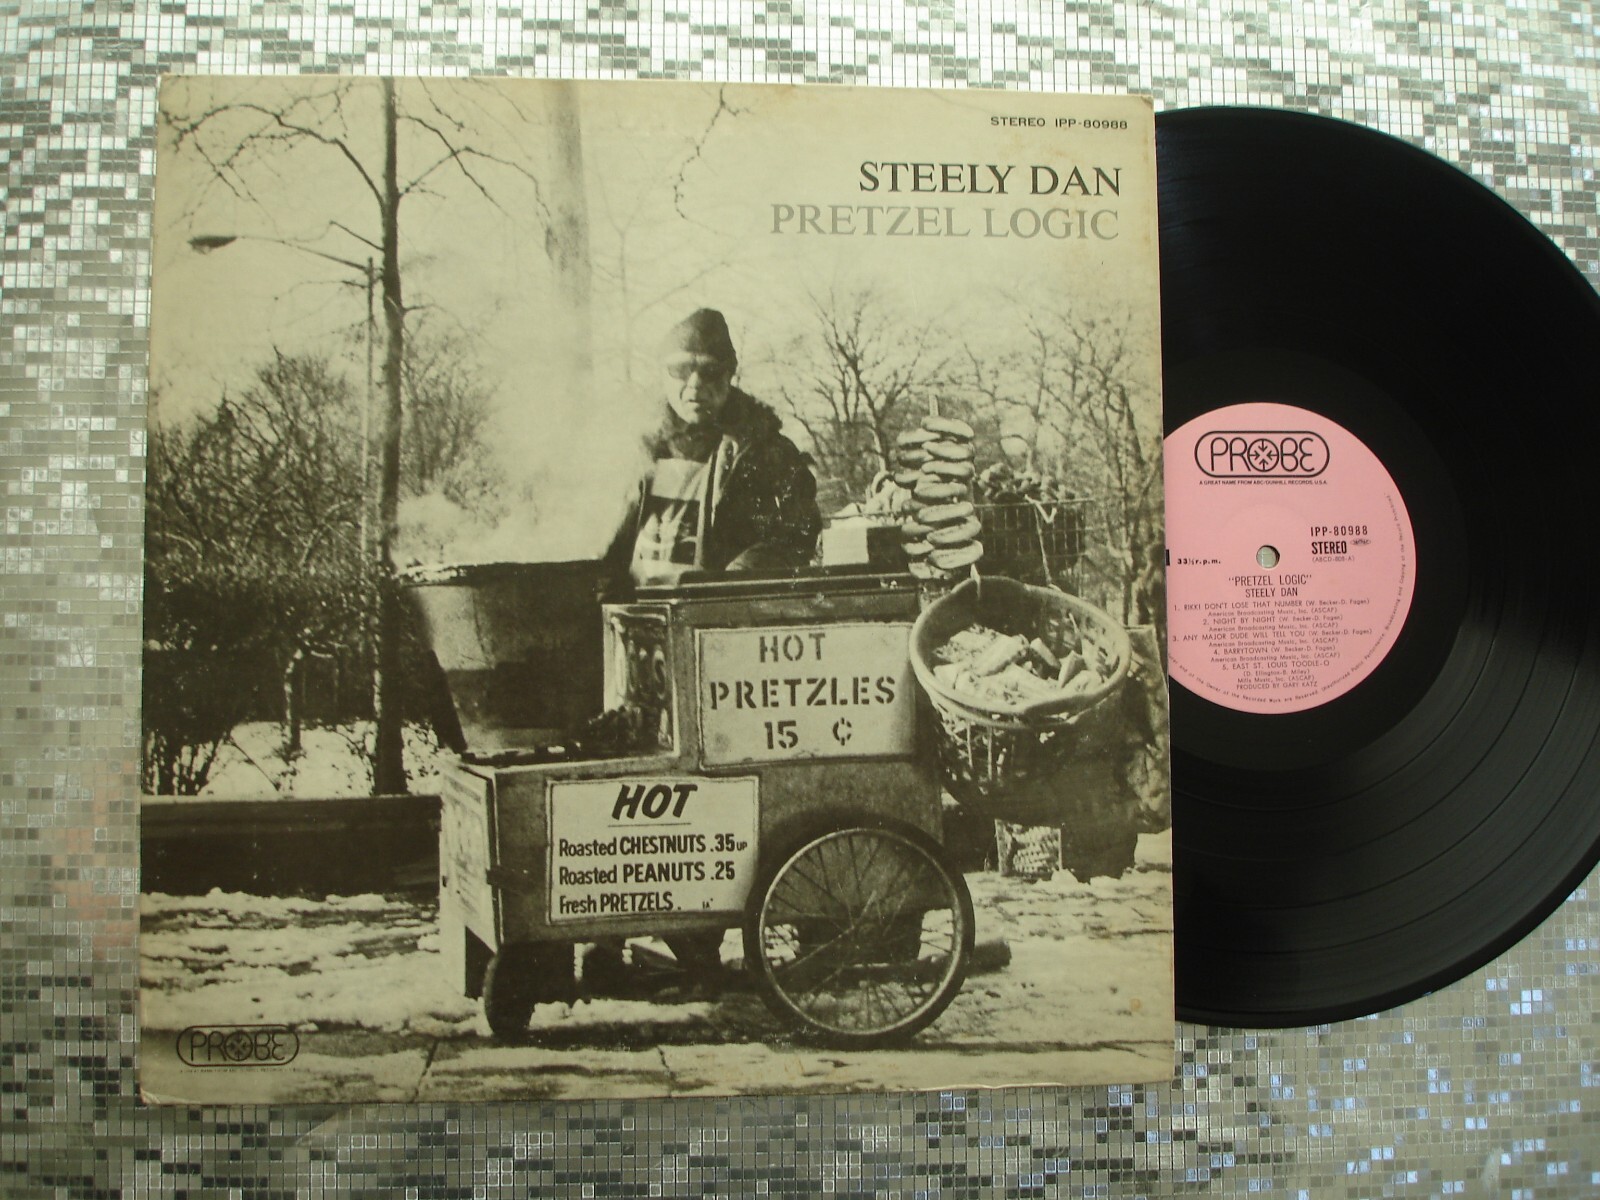 STEREO IPP-80988
STEELY DAN
PRETZEL LOGIC
HOT
PRETZLES
15 ¢
HOT
Roasted CHESTNUTS .35UP
Roasted PEANUTS .25
Fresh PRETZELS.
PROBE
PROBE
A GREAT NAME FROM ABC/DUNHILL RECORDS, U.S.A.
IPP-80988
STEREO
(ABCD-808-A)
33⅓r.p.m.
"PRETZEL LOGIC"
STEELY DAN
1. RIKKI DON'T LOSE THAT NUMBER (W. Becker-D. Fagen)
American Broadcasting Music, Inc. (ASCAP)
2. NIGHT BY NIGHT (W. Becker-D. Fagen)
American Broadcasting Music, Inc. (ASCAP)
3. ANY MAJOR DUDE WILL TELL YOU (W. Becker-D. Fagen)
American Broadcasting Music, Inc. (ASCAP)
4. BARRYTOWN (W. Becker-D. Fagen)
American Broadcasting Music, Inc. (ASCAP)
5. EAST ST. LOUIS TOODLE-O
(D. Ellington-B. Miley)
Mills Music, Inc. (ASCAP)
PRODUCED BY GARY KATZ